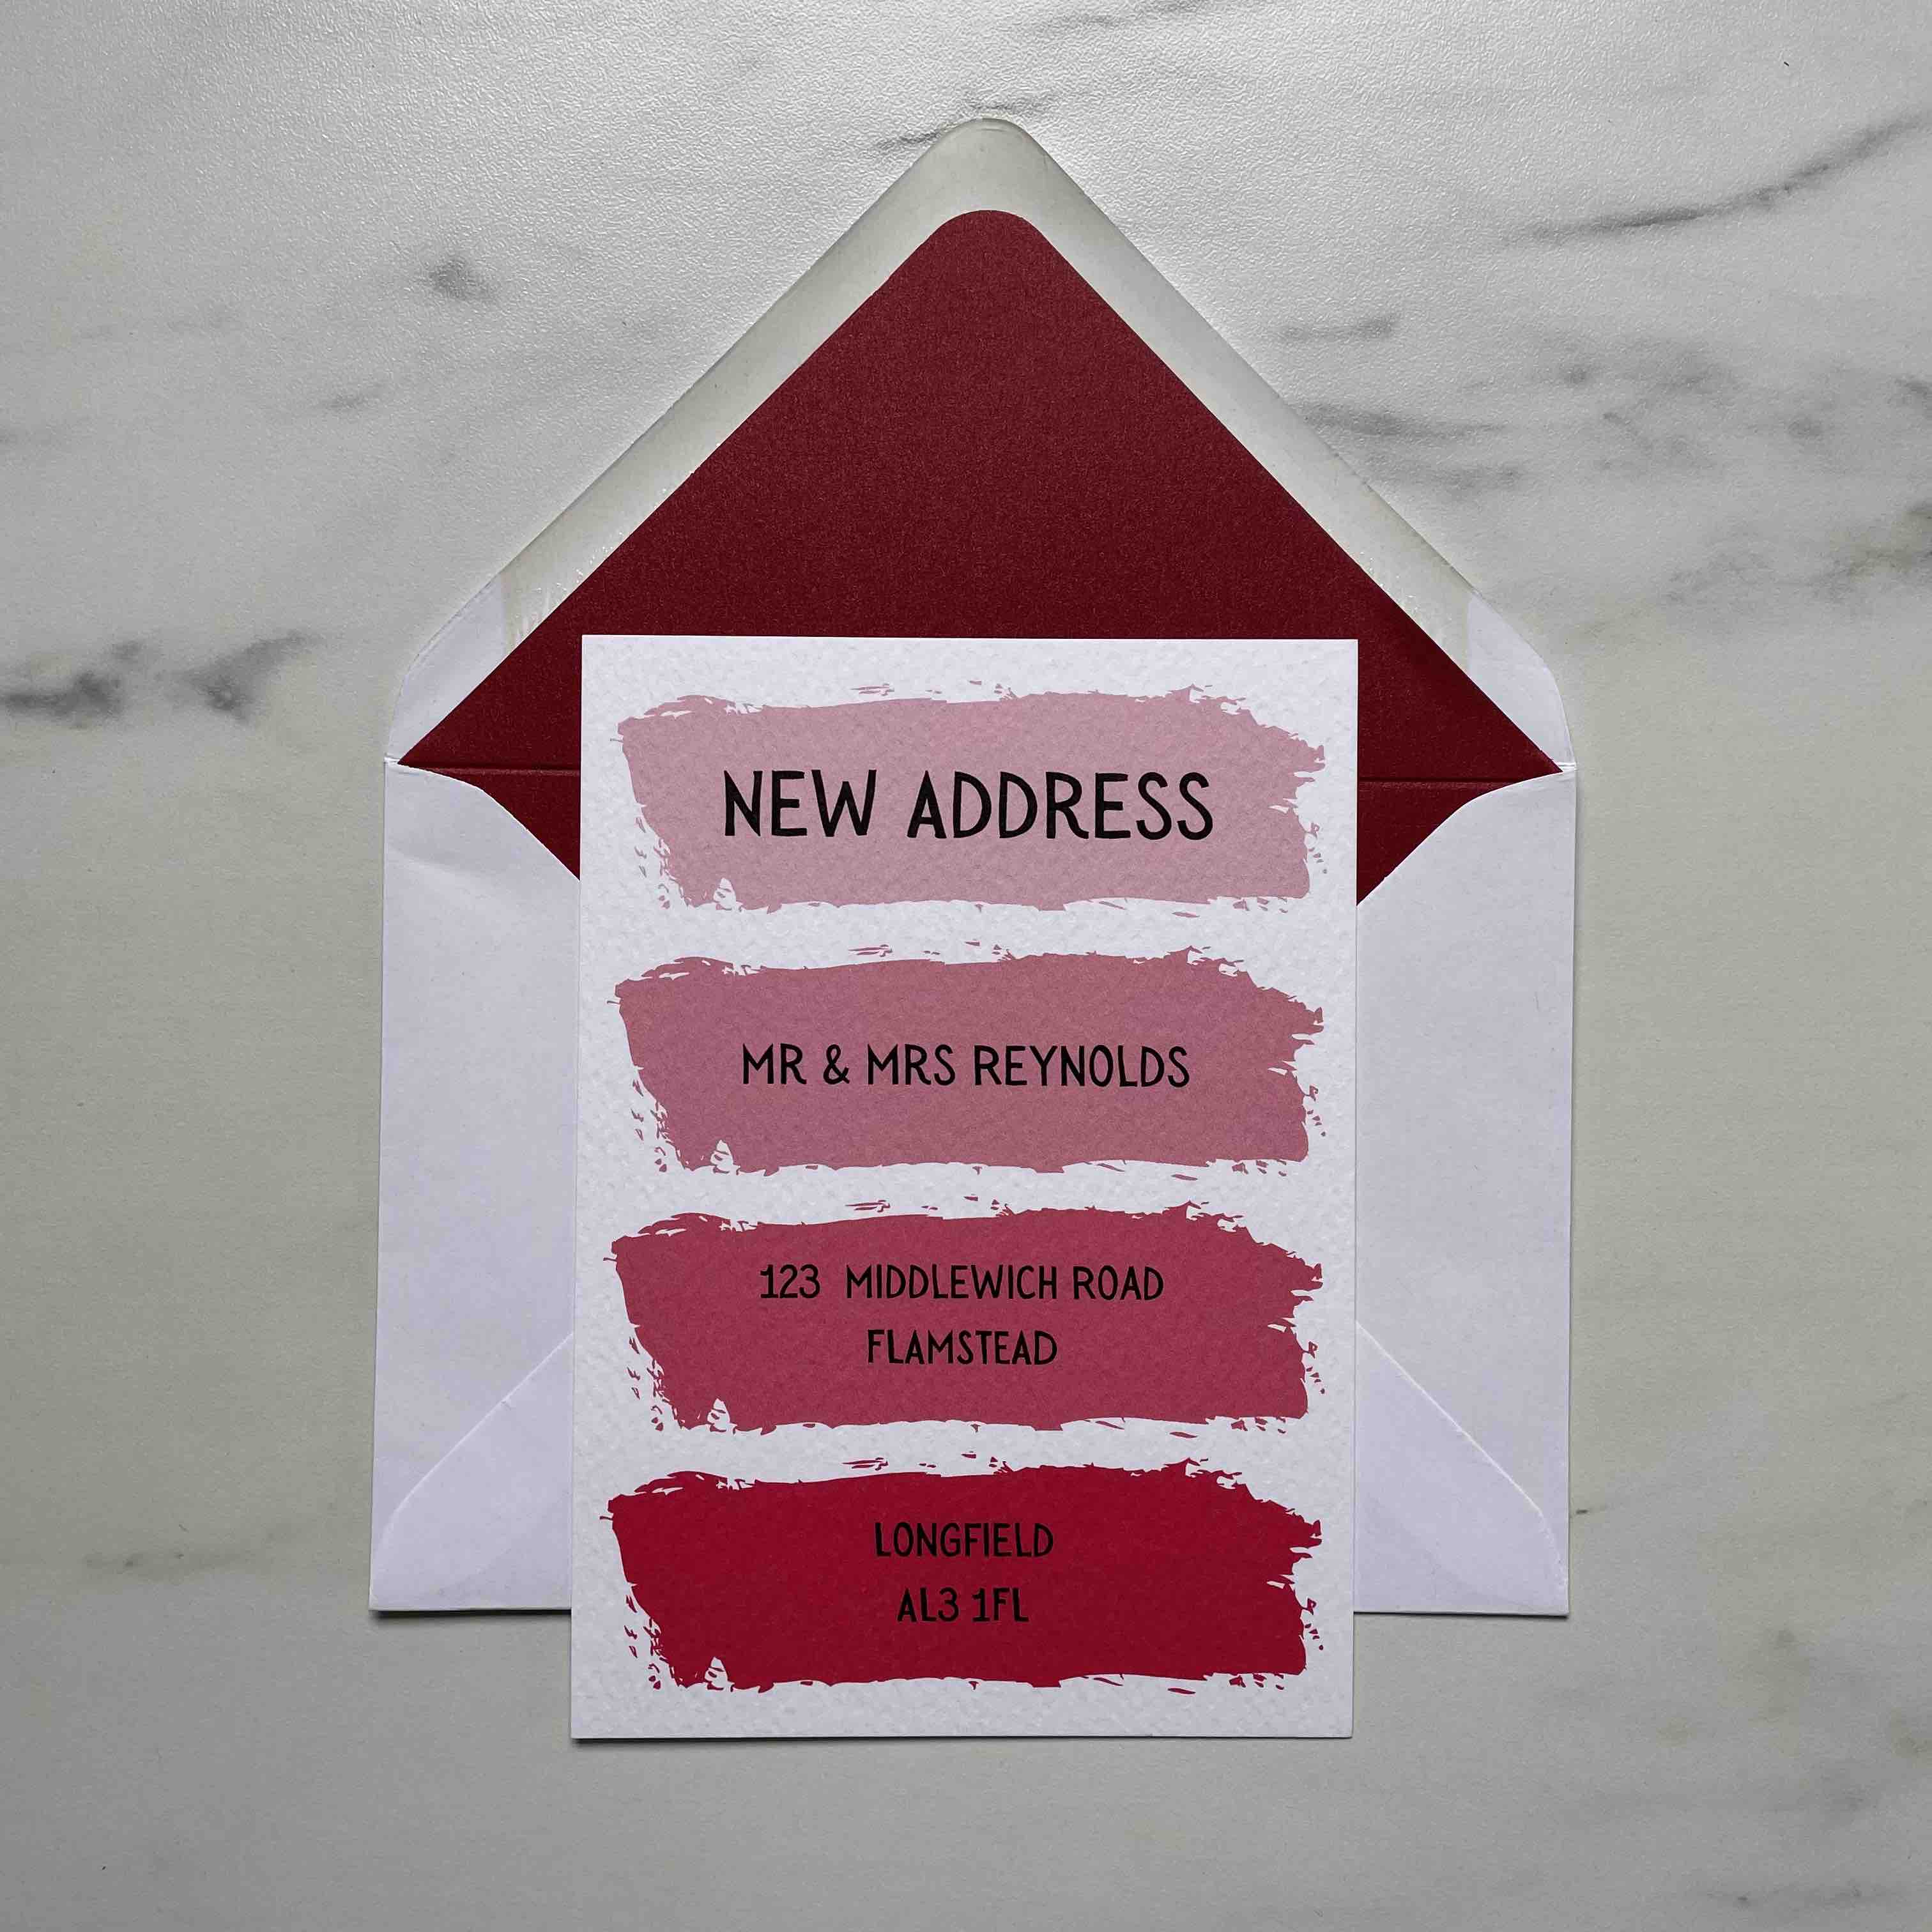 NEW ADDRESS
MR & MRS REYNOLDS
123 MIDDLEWICH ROAD
FLAMSTEAD
LONGFIELD
AL3 1FL